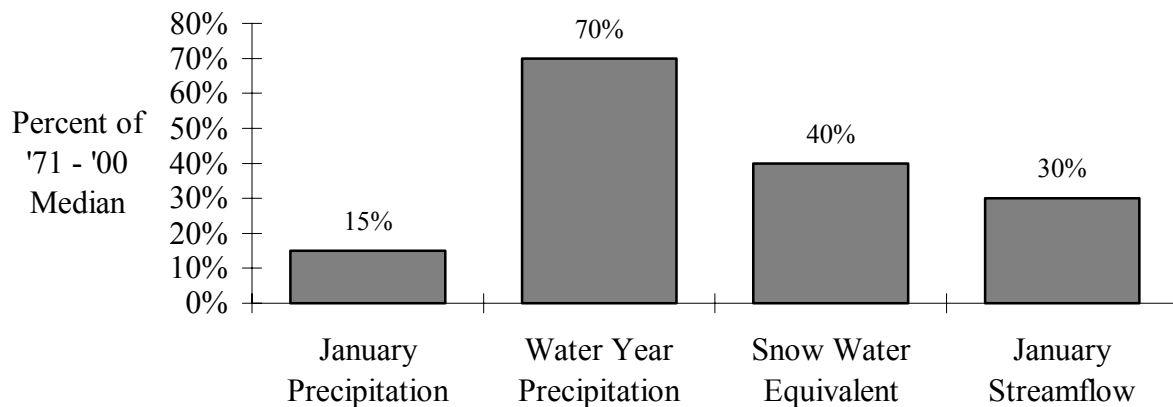 80%
70%
60%
50%
40%
30%
20%
10%
0%
Percent of
'71 - '00
Median
15%
70%
40%
30%
January
Precipitation
Water Year
Precipitation
Snow Water
Equivalent
January
Streamflow